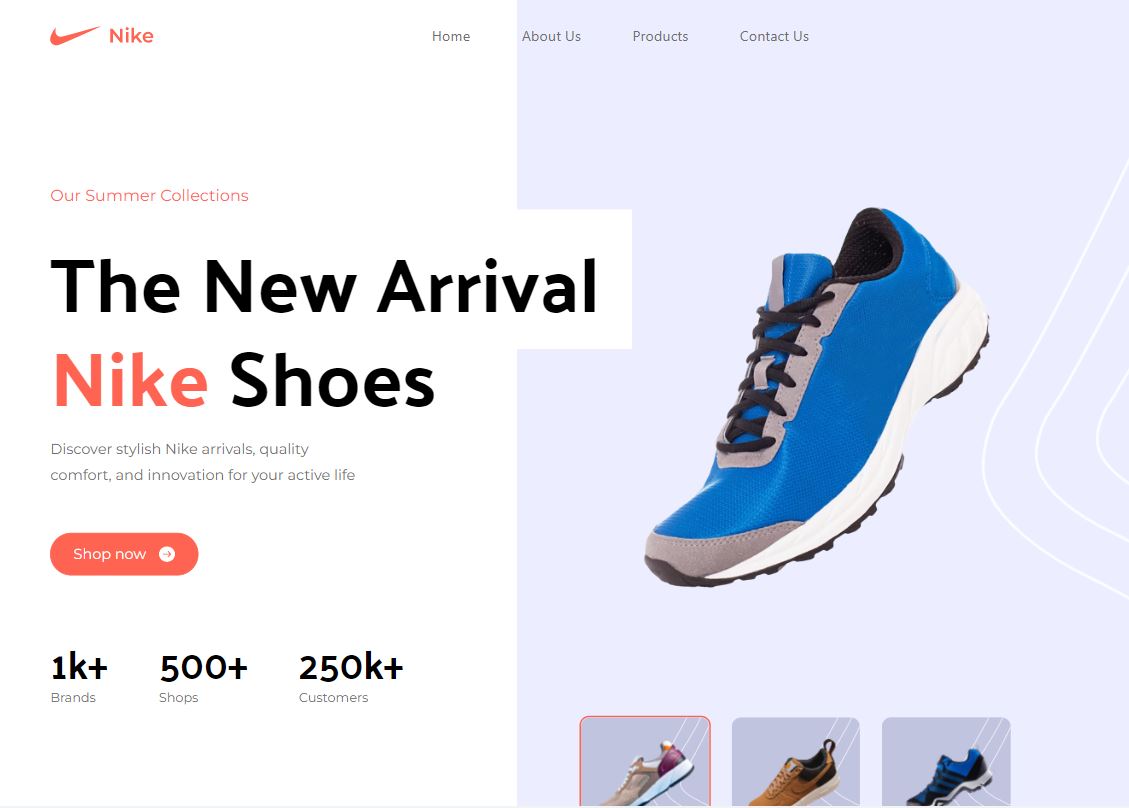 Nike
Home About Us Products Contact Us
Our Summer Collections
The New Arrival
Nike Shoes
Discover stylish Nike arrivals, quality
comfort, and innovation for your active life
Shop now
1k+ 500+ 250k+
Brands Shops Customers